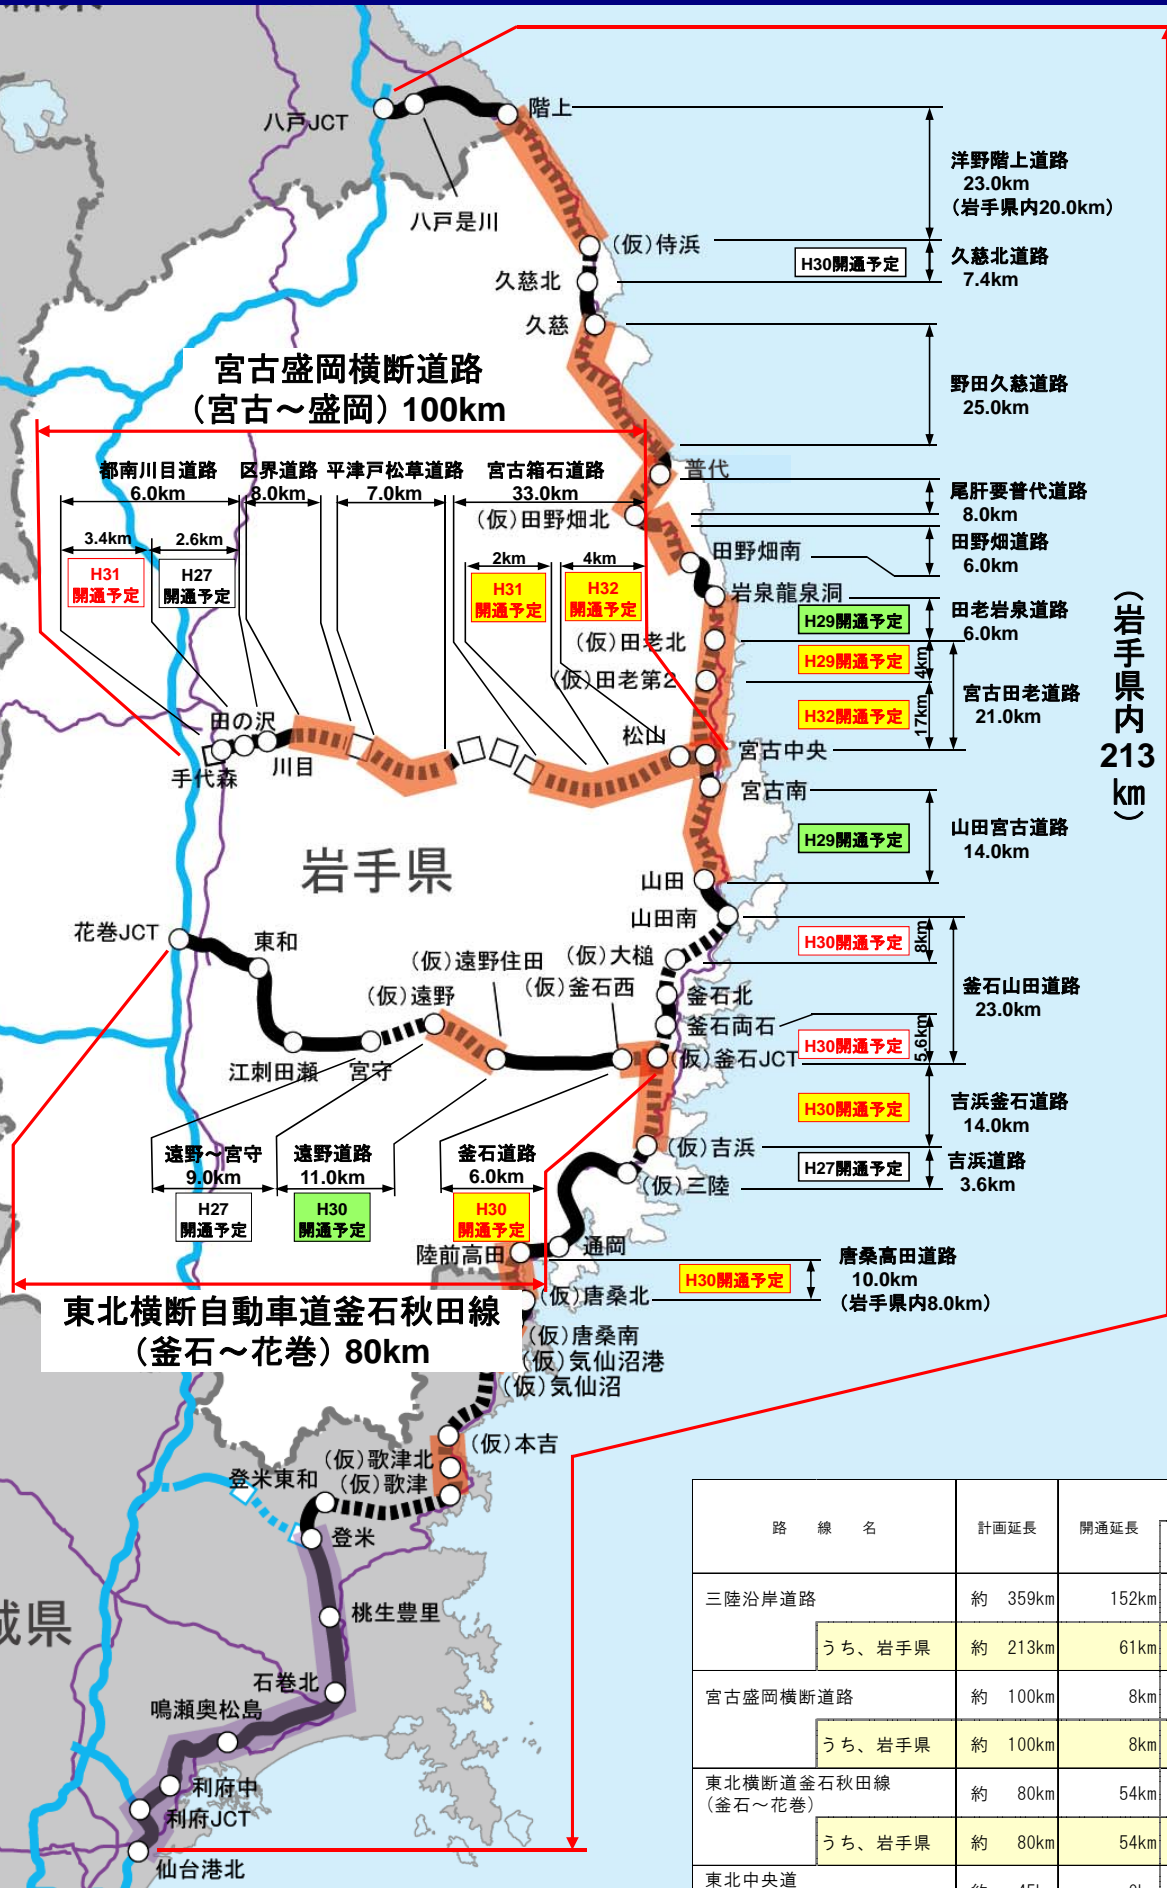 八戸JCT
階上
八戸是川
洋野階上道路
23.0km
（岩手県内20.0km）
（仮）侍浜
H30開通予定
久慈北道路
7.4km
久慈北
久慈
宮古盛岡横断道路
（宮古～盛岡）100km
野田久慈道路
25.0km
都南川目道路
6.0km
区界道路
8.0km
平津戸松草道路
7.0km
宮古箱石道路
33.0km
普代
（仮）田野畑北
尾肝要普代道路
8.0km
3.4km
2.6km
2km
4km
H31
開通予定
H27
開通予定
H31
開通予定
H32
開通予定
田野畑南
田野畑道路
6.0km
岩泉龍泉洞
H29開通予定
田老岩泉道路
6.0km
（仮）田老北
H29開通予定
4km
（仮）田老第2
H32開通予定
17km
宮古田老道路
21.0km
（岩手県内
213
km）
田の沢
手代森
川目
松山
宮古中央
宮古南
H29開通予定
山田宮古道路
14.0km
岩手県
山田
山田南
花巻JCT
東和
（仮）遠野住田
（仮）大槌
H30開通予定
8km
（仮）遠野
（仮）釜石西
釜石北
釜石山田道路
23.0km
釜石両石
江刺田瀬
宮守
（仮）釜石JCT
H30開通予定
5.6km
H30開通予定
吉浜釜石道路
14.0km
遠野～宮守
9.0km
遠野道路
11.0km
釜石道路
6.0km
（仮）吉浜
H27開通予定
吉浜道路
3.6km
（仮）三陸
H27
開通予定
H30
開通予定
H30
開通予定
陸前高田
通岡
H30開通予定
唐桑高田道路
10.0km
（岩手県内8.0km）
（仮）唐桑北
東北横断自動車道釜石秋田線
（釜石～花巻）80km
（仮）唐桑南
（仮）気仙沼港
（仮）気仙沼
（仮）本吉
（仮）歌津北
（仮）歌津
登米東和
登米
桃生豊里
城県
石巻北
鳴瀬奥松島
利府中
利府JCT
仙台港北
路 線 名 計画延長 開通延長
三陸沿岸道路 約 359km 152km
うち、岩手県 約 213km 61km
宮古盛岡横断道路 約 100km 8km
うち、岩手県 約 100km 8km
東北横断道釜石秋田線
（釜石～花巻） 約 80km 54km
うち、岩手県 約 80km 54km
東北中央道